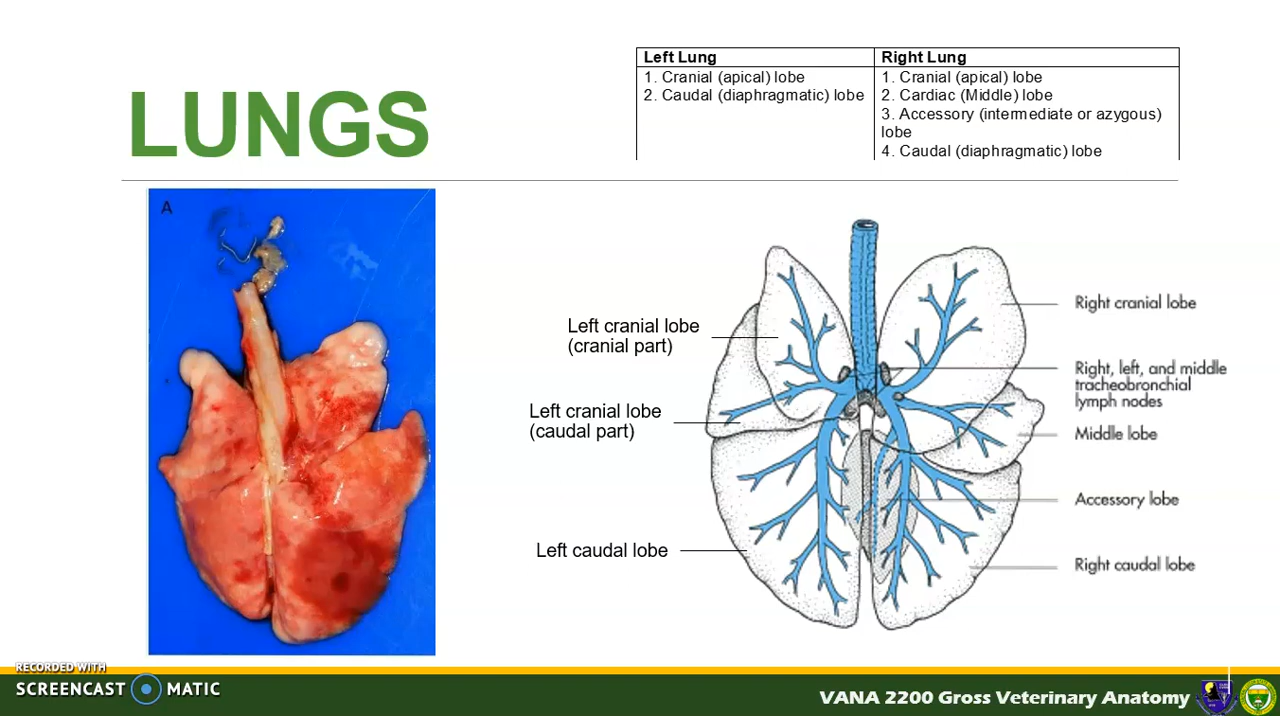 LUNGS
Left Lung
1. Cranial (apical) lobe
2. Caudal (diaphragmatic) lobe
Right Lung
1. Cranial (apical) lobe
2. Cardiac (Middle) lobe
3. Accessory (intermediate or azygous)
lobe
4. Caudal (diaphragmatic) lobe
A
Left cranial lobe
(cranial part)
Left cranial lobe
(caudal part)
Left caudal lobe
Right cranial lobe
Right, left, and middle
tracheobronchial
lymph nodes
Middle lobe
Accessory lobe
Right caudal lobe
RECORDED WITH
SCREENCAST MATIC
VANA 2200 Gross Veterinary Anatomy